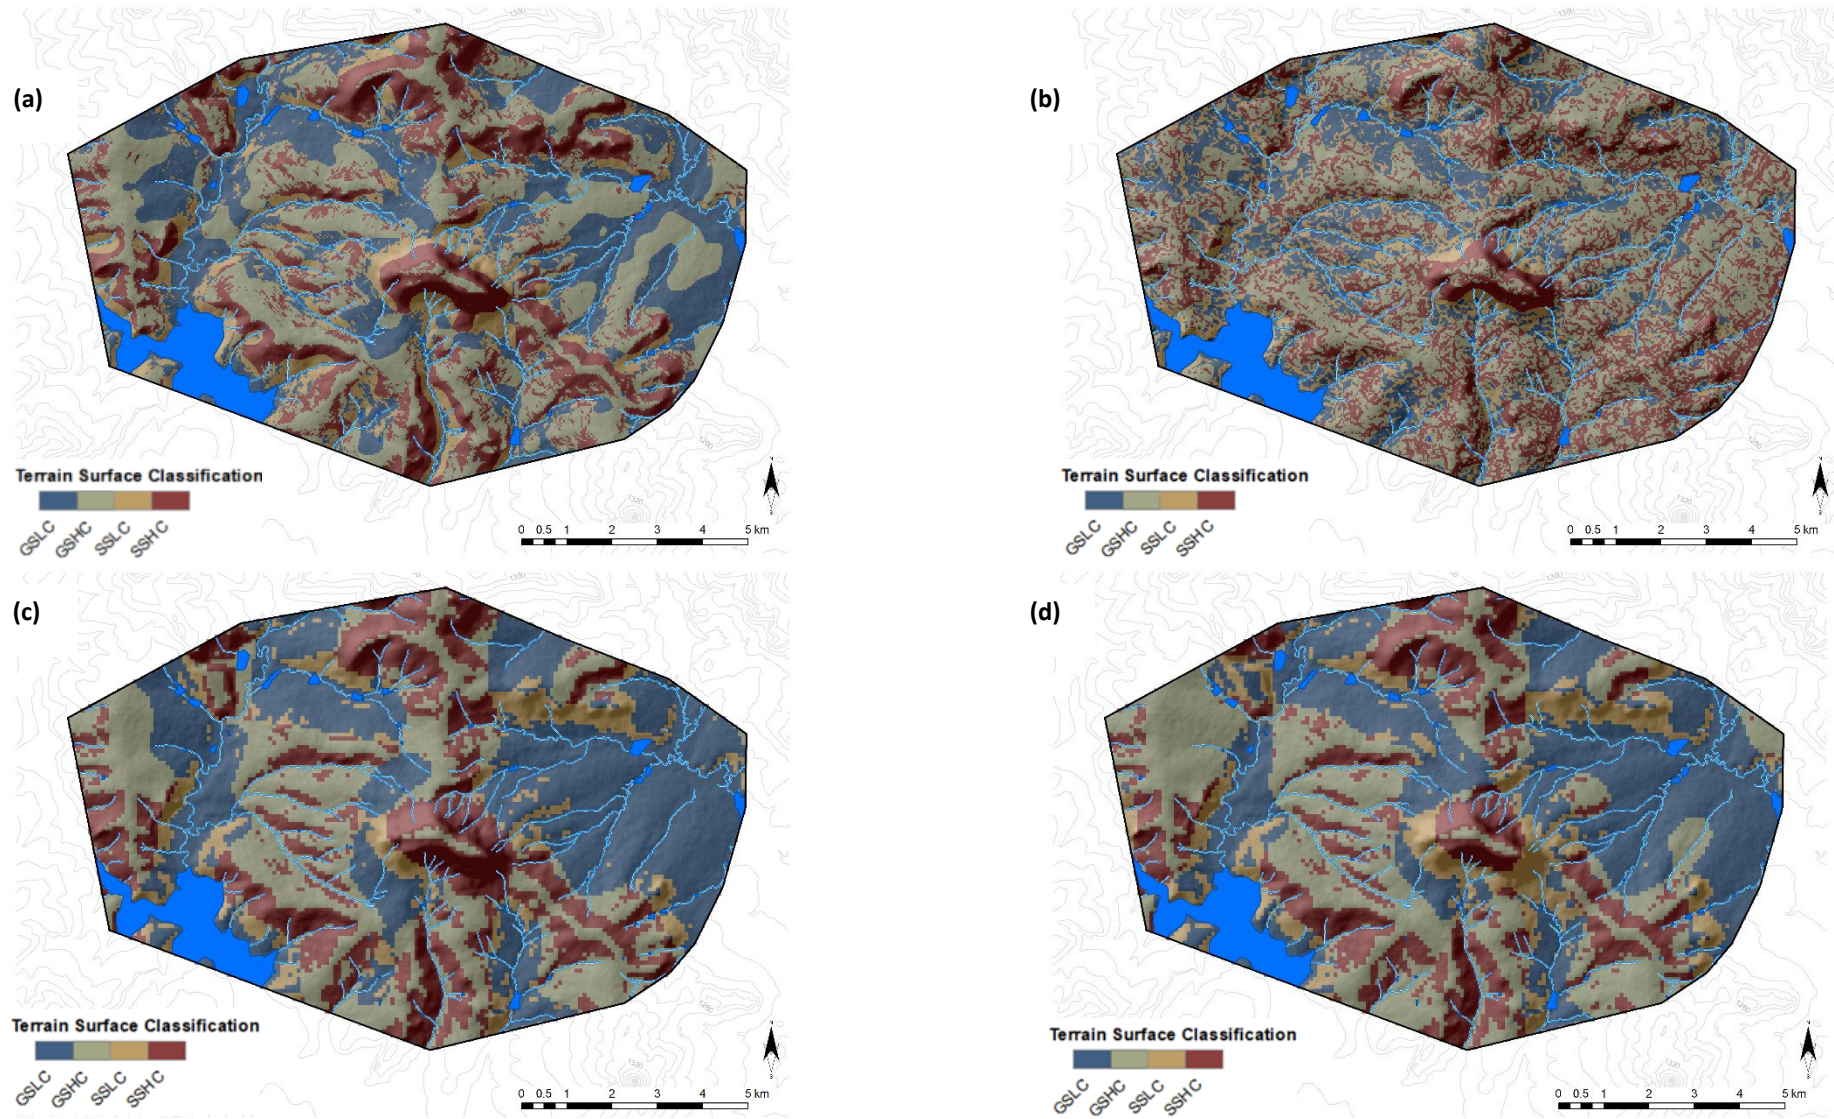 (a)
Terrain Surface Classification
GSLC GSHC SSLC SSHC
0 0.5 1 2 3 4 5 km
(b)
1280
1320
Terrain Surface Classification
GSLC GSHC SSLC SSHC
0 0.5 1 2 3 4 5 km
(c)
Terrain Surface Classification
GSLC GSHC SSLC SSHC
0 0.5 1 2 3 4 5 km
(d)
Terrain Surface Classification
GSLC GSHC SSLC SSHC
0 0.5 1 2 3 4 5 km